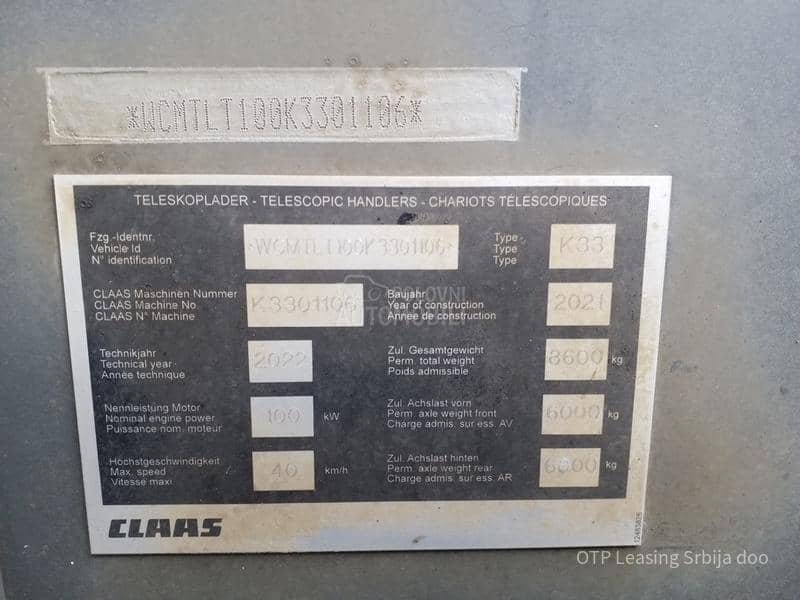 *WCMTLT100K3301106*
TELESKOPLADER - TELESCOPIC HANDLERS - CHARIOTS TÉLESCOPIQUES
Fzg.-Identnr. WCMTLT100K3301106 Type K33
Vehicle Id Type
N° identification Type
CLAAS Maschinen Nummer K3301106 Baujahr 2021
CLAAS Machine No. Year of construction
CLAAS N° Machine Année de construction
Technikjahr 2022 Zul. Gesamtgewicht kg
Technical year Perm. total weight
Année technique Poids admissible
Nennleistung Motor 100 kW Zul. Achslast vorn 6000 kg
Nominal engine power Perm. axle weight front
Puissance nom. moteur Charge admis. sur ess. AV
Höchstgeschwindigkeit 40 km/h Zul. Achslast hinten kg
Max. speed Perm. axle weight rear
Vitesse maxi Charge admis. sur ess. AR
CLAAS
POLOVNI
AUTOMOBILI
OTP Leasing Srbija doo